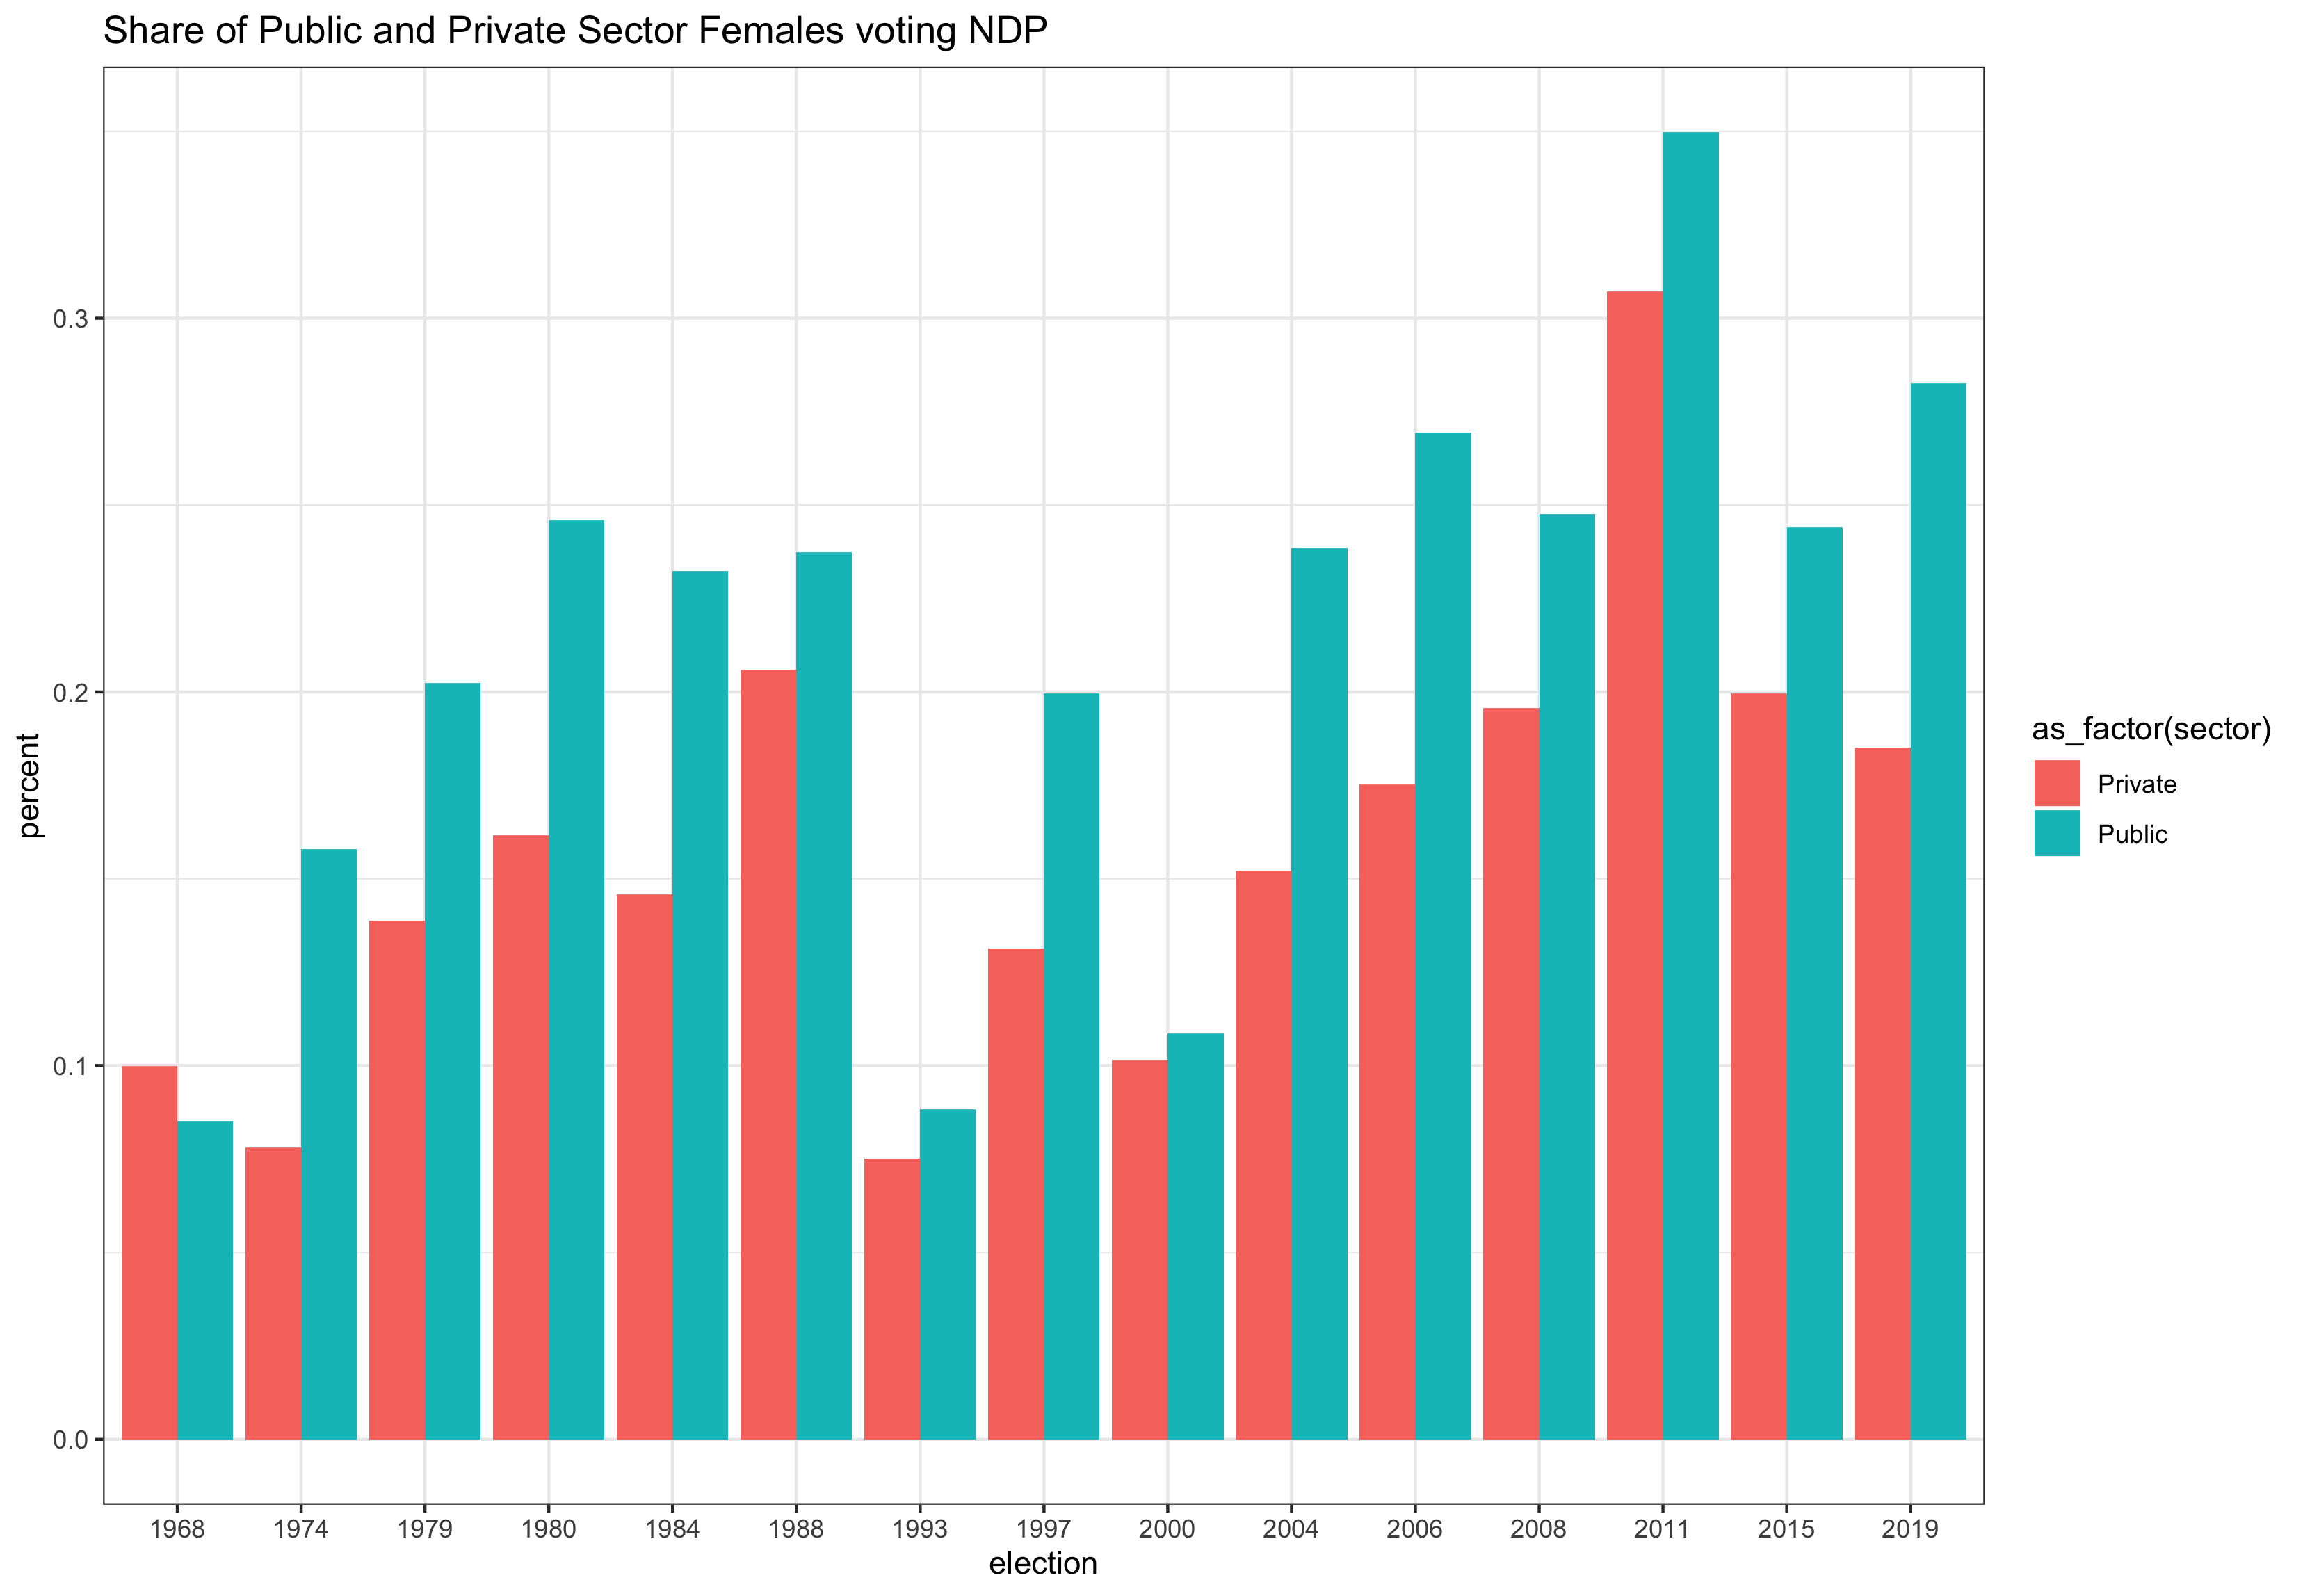 Share of Public and Private Sector Females voting NDP
0.3
0.2
0.1
0.0
percent
1968 1974 1979 1980 1984 1988 1993 1997 2000 2004 2006 2008 2011 2015 2019
election
as_factor(sector)
Private
Public